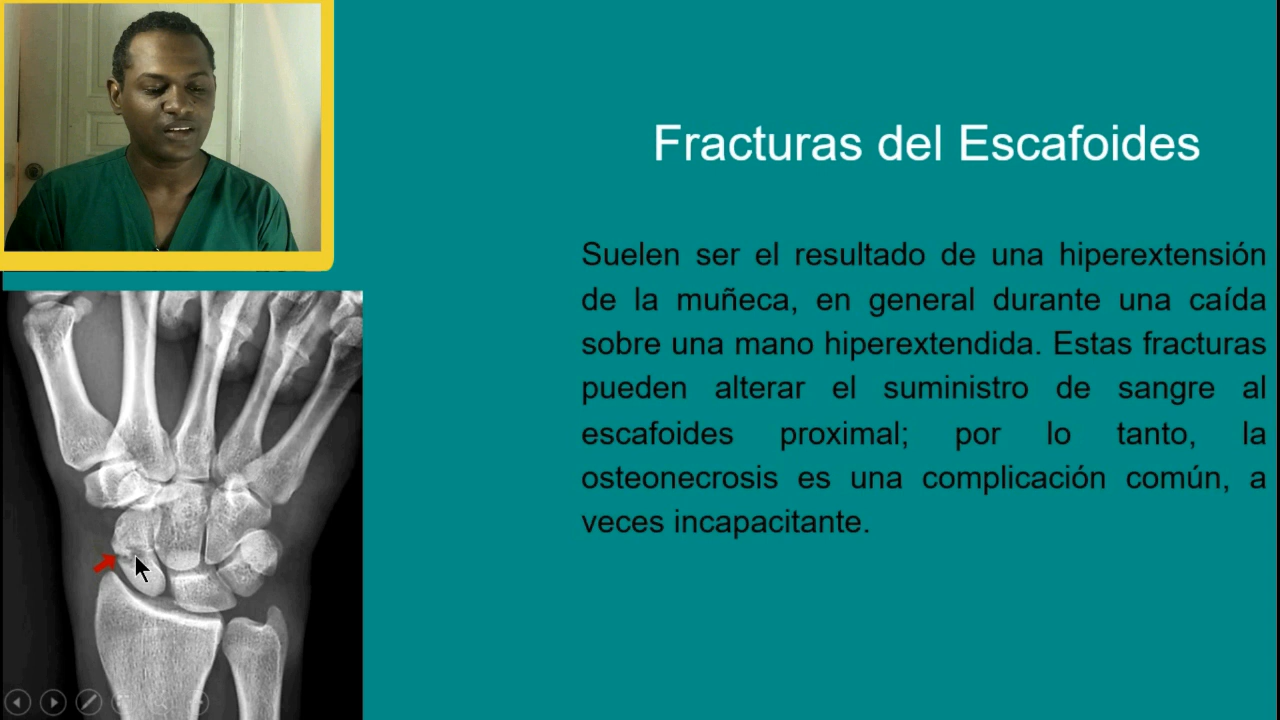 Fracturas del Escafoides
Suelen ser el resultado de una hiperextensión
de la muñeca, en general durante una caída
sobre una mano hiperextendida. Estas fracturas
pueden alterar el suministro de sangre al
escafoides proximal; por lo tanto, la
osteonecrosis es una complicación común, a
veces incapacitante.